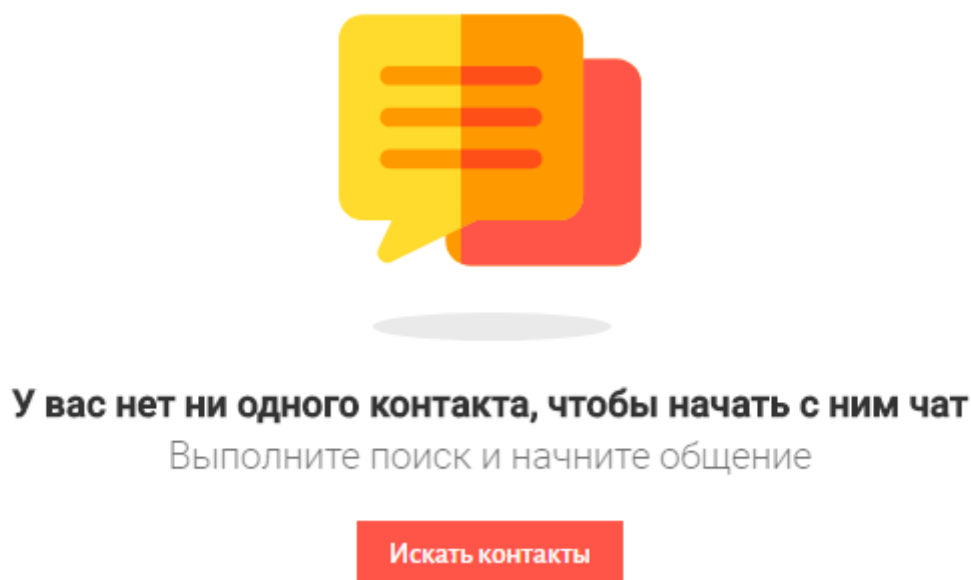 У вас нет ни одного контакта, чтобы начать с ним чат
Выполните поиск и начните общение
Искать контакты